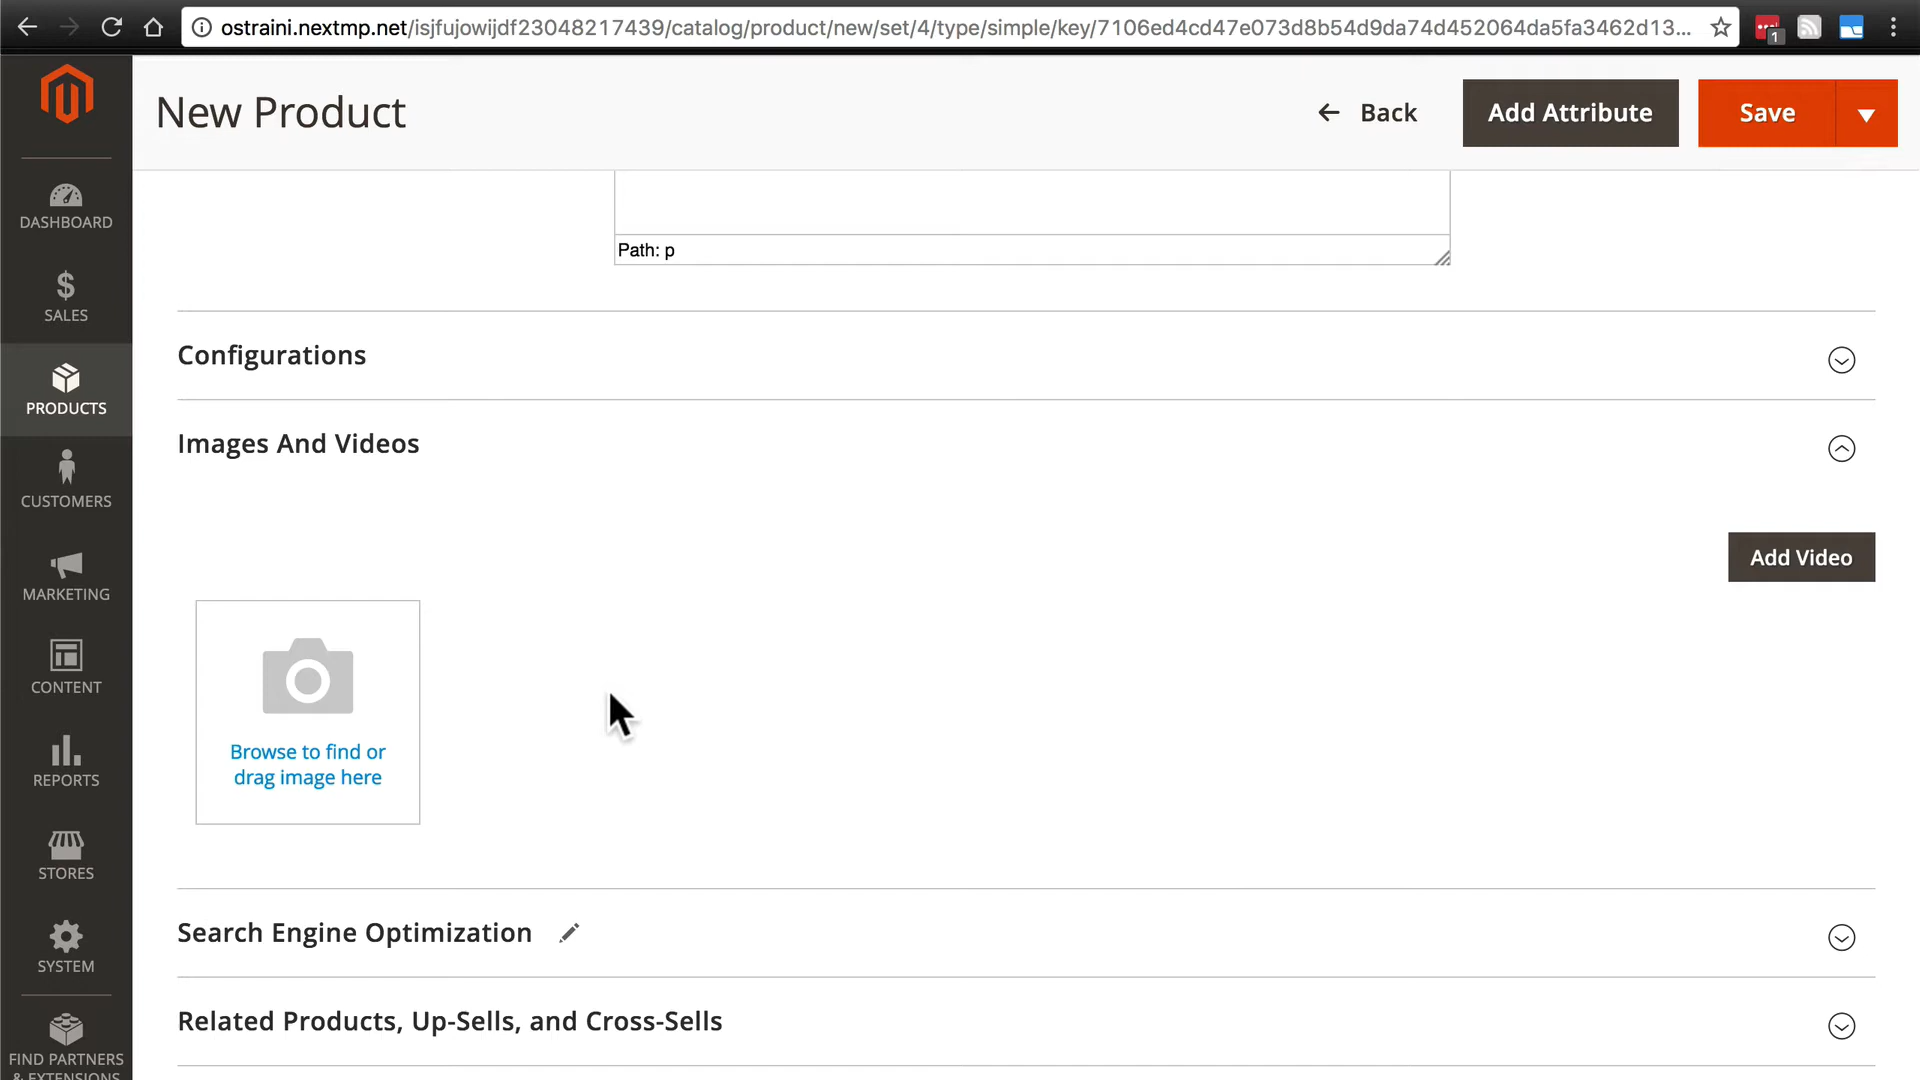 ostraini.nextmp.net/isjfujowijdf23048217439/catalog/product/new/set/4/type/simple/key/7106ed4cd47e073d8b54d9da74d452064da5fa3462d13...
1
New Product
Back
Add Attribute
Save
DASHBOARD
SALES
PRODUCTS
CUSTOMERS
MARKETING
CONTENT
REPORTS
STORES
SYSTEM
FIND PARTNERS
& EXTENSIONS
Path: p
Configurations
Images And Videos
Add Video
Browse to find or
drag image here
Search Engine Optimization
Related Products, Up-Sells, and Cross-Sells